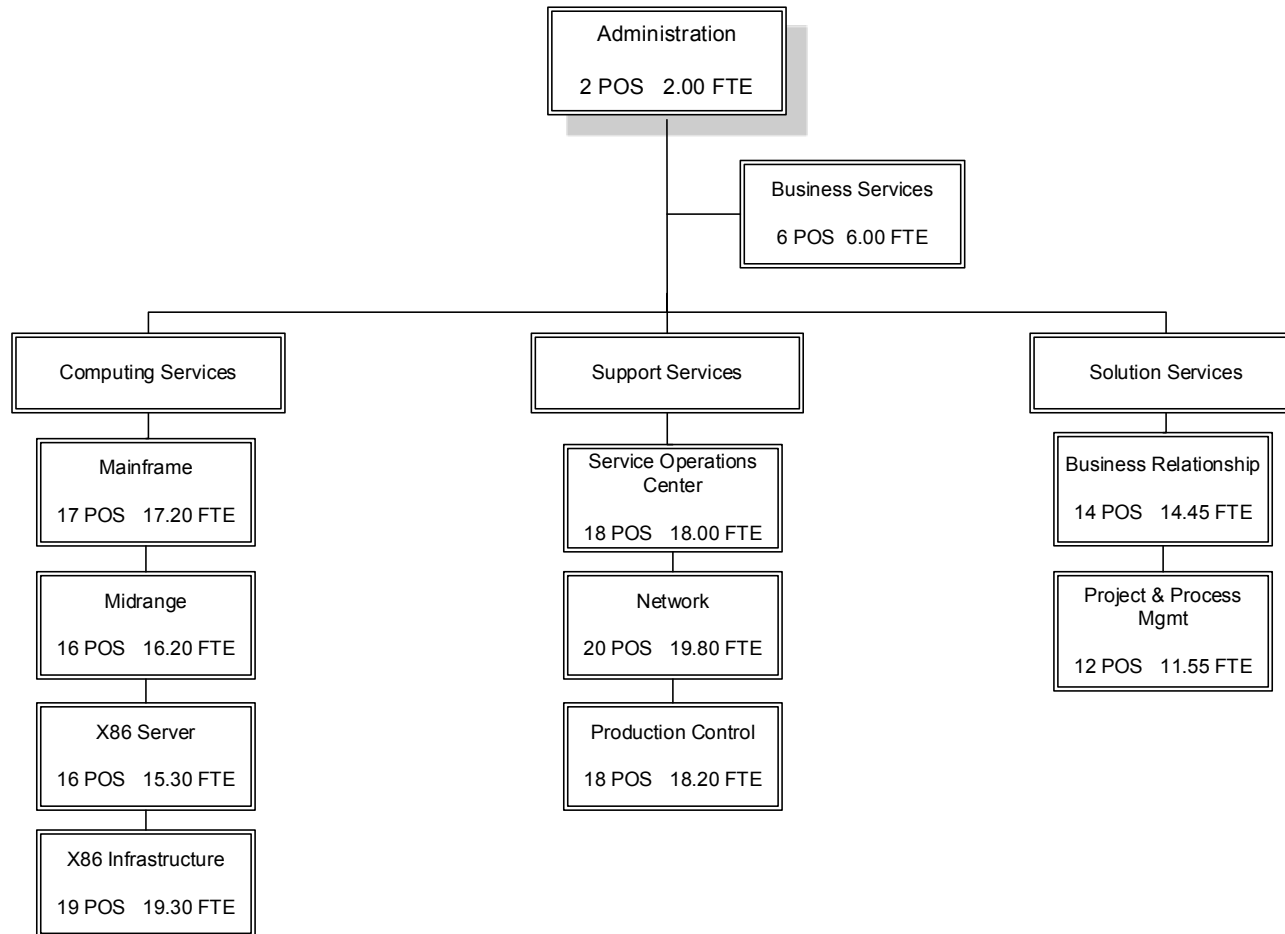 Administration
2 POS 2.00 FTE
Business Services
6 POS 6.00 FTE
Computing Services
Support Services
Solution Services
Mainframe
17 POS 17.20 FTE
Midrange
16 POS 16.20 FTE
X86 Server
16 POS 15.30 FTE
X86 Infrastructure
19 POS 19.30 FTE
Service Operations
Center
18 POS 18.00 FTE
Network
20 POS 19.80 FTE
Production Control
18 POS 18.20 FTE
Business Relationship
14 POS 14.45 FTE
Project & Process
Mgmt
12 POS 11.55 FTE